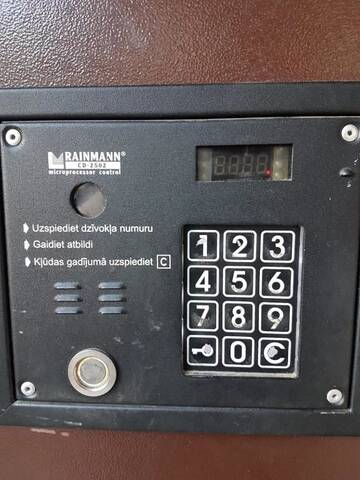 RAINMANN®
CD-2502
microprocessor control
Uzspiediet dzīvokļa numuru
Gaidiet atbildi
Kļūdas gadījumā uzspiediet C
1 2 3
4 5 6
7 8 9
0 C